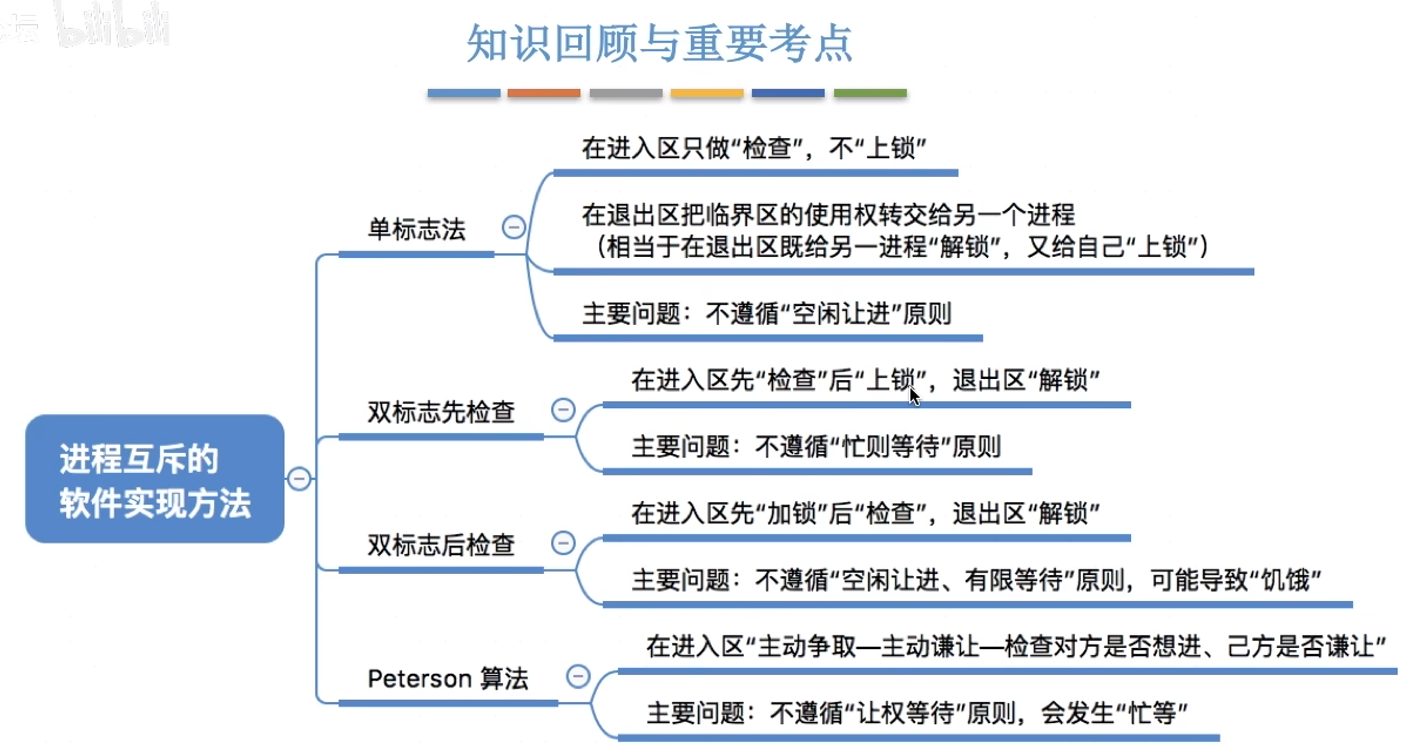 坛 bilibili
知识回顾与重要考点
在进入区只做“检查”，不“上锁”
在退出区把临界区的使用权转交给另一个进程
（相当于在退出区既给另一进程“解锁”，又给自己“上锁”）
单标志法
主要问题：不遵循“空闲让进”原则
在进入区先“检查”后“上锁”，退出区“解锁”
双标志先检查
主要问题：不遵循“忙则等待”原则
进程互斥的
软件实现方法
在进入区先“加锁”后“检查”，退出区“解锁”
双标志后检查
主要问题：不遵循“空闲让进、有限等待”原则，可能导致“饥饿”
在进入区“主动争取—主动谦让—检查对方是否想进、己方是否谦让”
Peterson 算法
主要问题：不遵循“让权等待”原则，会发生“忙等”